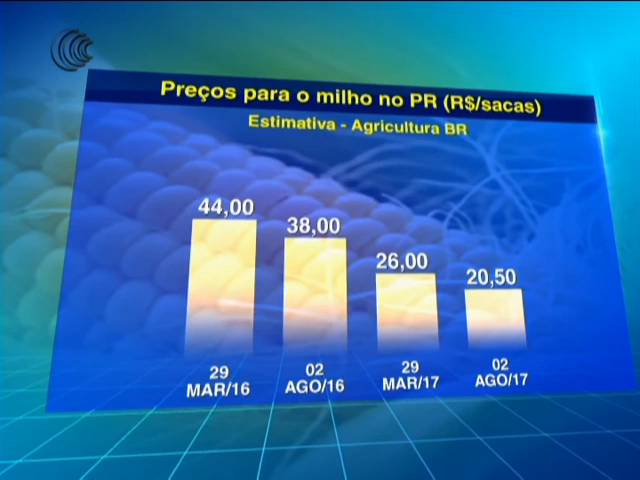 Preços para o milho no PR (R$/sacas)
Estimativa - Agricultura BR
44,00
38,00
26,00
20,50
29
MAR/16
02
AGO/16
29
MAR/17
02
AGO/17